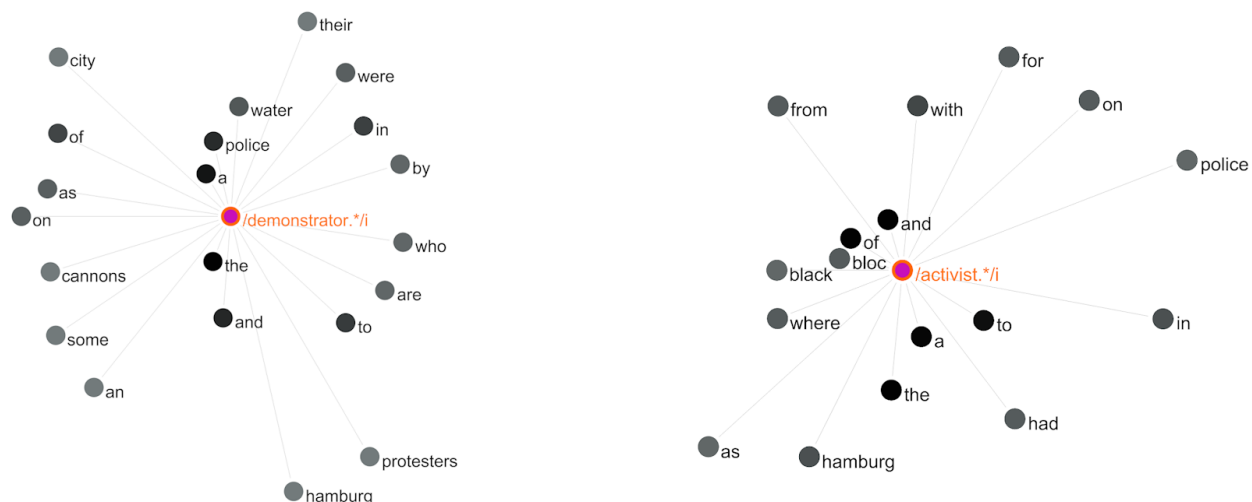 their
city
were
water
of
in
police
by
a
as
on
/demonstrator.*/i
who
the
cannons
are
and
to
some
an
protesters
hamburg
for
from
with
on
police
and
of
bloc
black
/activist.*/i
where
to
in
a
the
had
as
hamburg